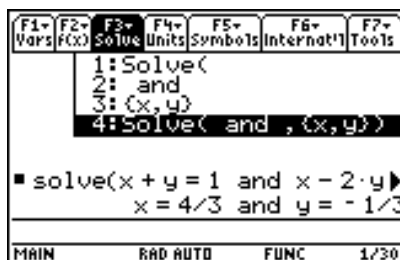 F1▾ F2▾ F3▾ F4▾ F5▾ F6▾ F7▾
Vars f(x) Solve Units Symbols Internat'l Tools
1:Solve(
2: and
3:{x,y}
4:Solve( and ,{x,y})
■ solve(x + y = 1 and x - 2·y▶
x = 4/3 and y = -1/3
MAIN RAD AUTO FUNC 1/30